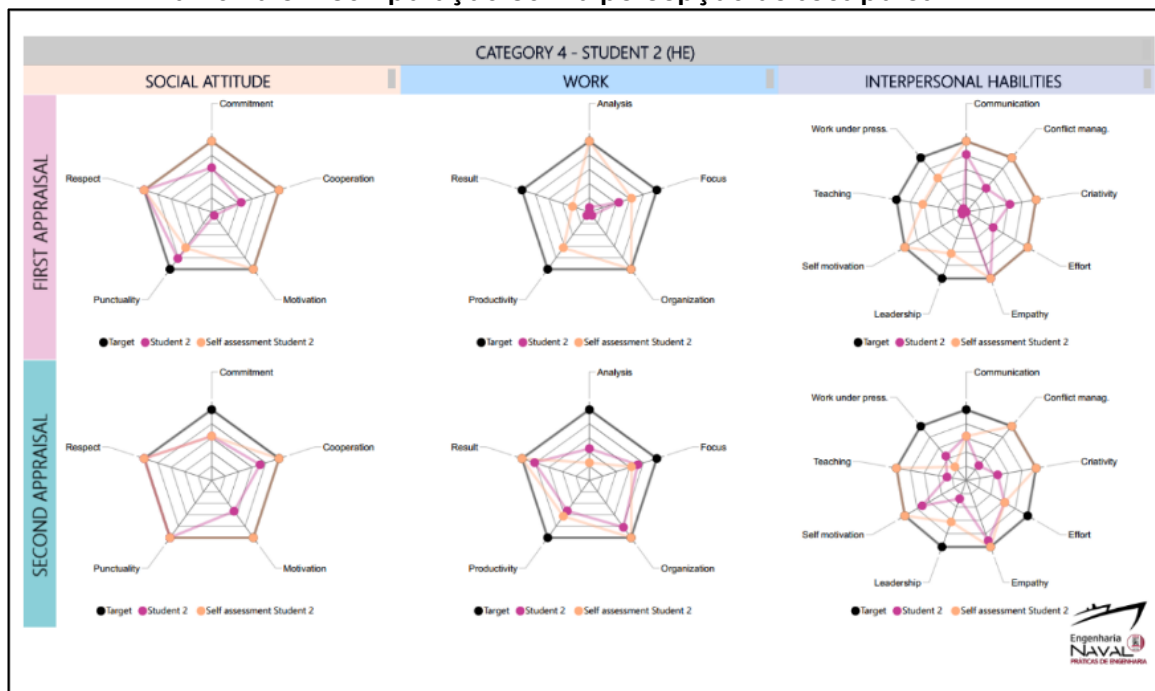 CATEGORY 4 - STUDENT 2 (HE)
SOCIAL ATTITUDE
WORK
INTERPERSONAL HABILITIES
FIRST APPRAISAL
Commitment
Respect
Cooperation
Punctuality
Motivation
Target Student 2 Self assessment Student 2
Analysis
Result
Focus
Productivity
Organization
Target Student 2 Self assessment Student 2
Communication
Work under press.
Conflict manag.
Teaching
Criativity
Self motivation
Effort
Leadership
Empathy
Target Student 2 Self assessment Student 2
SECOND APPRAISAL
Commitment
Respect
Cooperation
Punctuality
Motivation
Target Student 2 Self assessment Student 2
Analysis
Result
Focus
Productivity
Organization
Target Student 2 Self assessment Student 2
Communication
Work under press.
Conflict manag.
Teaching
Criativity
Self motivation
Effort
Leadership
Empathy
Target Student 2 Self assessment Student 2
Engenharia
NAVAL
PRÁTICAS DE ENGENHARIA